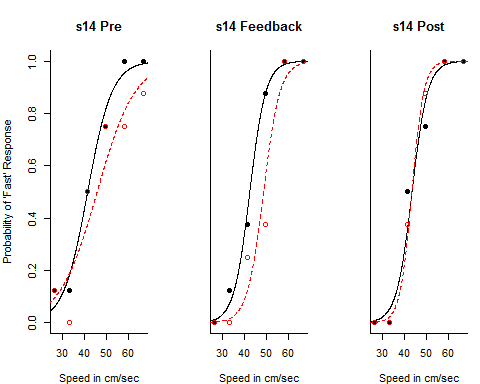 s14 Pre
s14 Feedback
s14 Post
Probability of 'Fast' Response
1.0
0.8
0.6
0.4
0.2
0.0
30 40 50 60
30 40 50 60
30 40 50 60
Speed in cm/sec
Speed in cm/sec
Speed in cm/sec